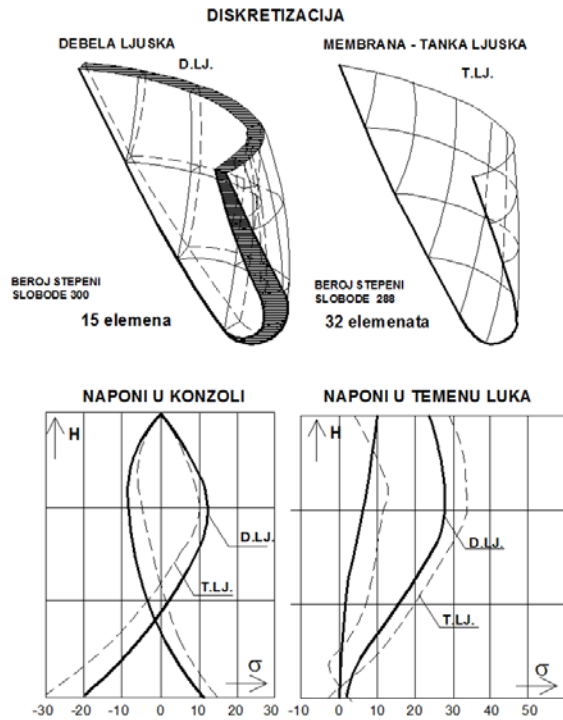 DISKRETIZACIJA
DEBELA LJUSKA
D.LJ.
MEMBRANA - TANKA LJUSKA
T.LJ.
BEROJ STEPENI
SLOBODE 300
15 elemena
BEROJ STEPENI
SLOBODE 288
32 elemenata
NAPONI U KONZOLI
H
D.LJ.
T.LJ.
σ
-30 -20 -10 0 10 20 30
NAPONI U TEMENU LUKA
H
D.LJ.
T.LJ.
σ
-10 0 10 20 30 40 50